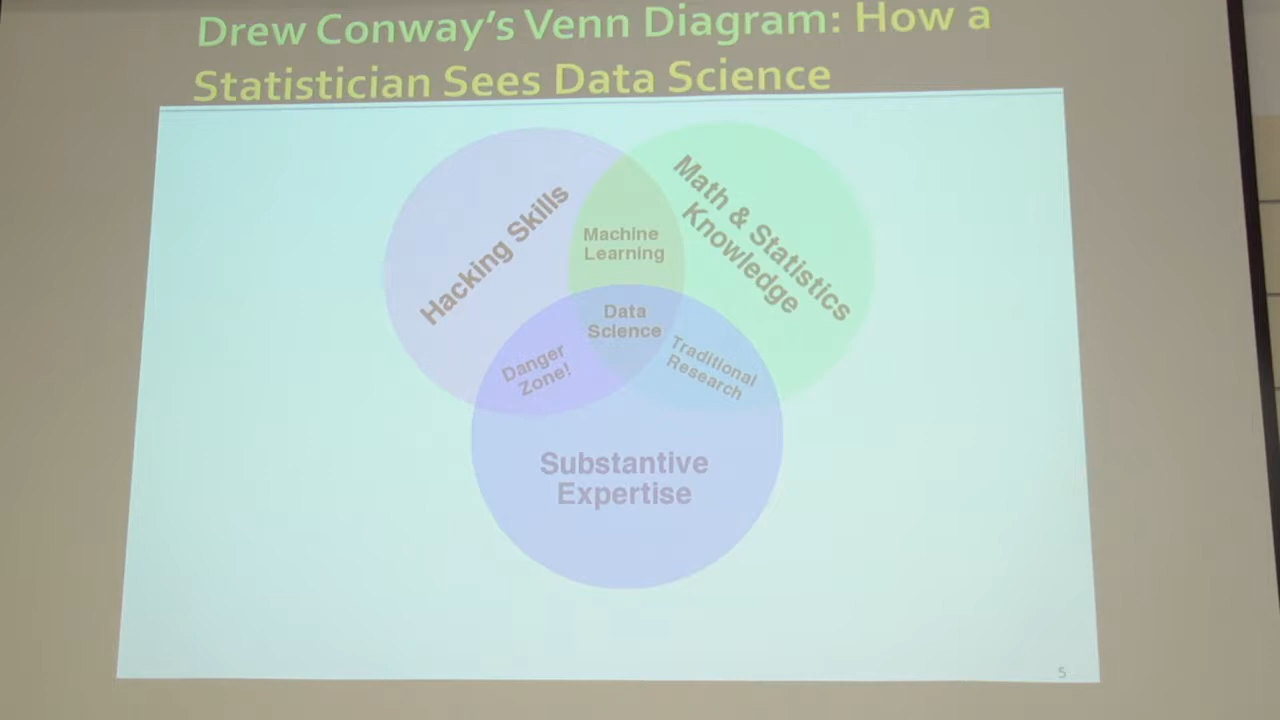 Drew Conway's Venn Diagram: How a
Statistician Sees Data Science
Hacking Skills
Math & Statistics
Knowledge
Machine
Learning
Data
Science
Danger
Zone!
Traditional
Research
Substantive
Expertise
5